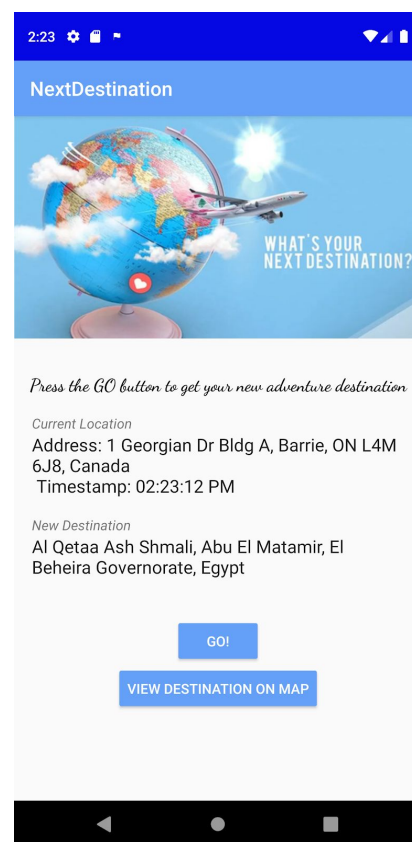 2:23
NextDestination
WHAT'S YOUR
NEXT DESTINATION?
Press the GO button to get your new adventure destination
Current Location
Address: 1 Georgian Dr Bldg A, Barrie, ON L4M
6J8, Canada
Timestamp: 02:23:12 PM
New Destination
Al Qetaa Ash Shmali, Abu El Matamir, El
Beheira Governorate, Egypt
GO!
VIEW DESTINATION ON MAP